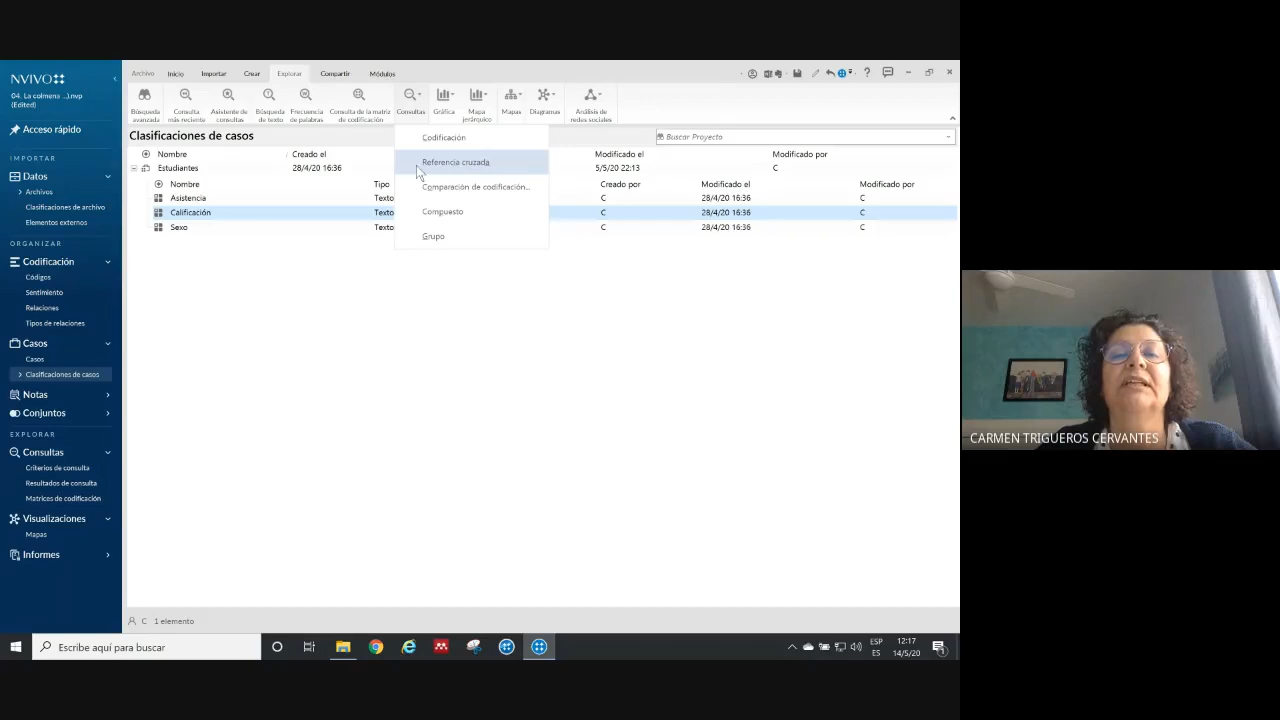 NVIVO
04. La colmena ...).nvp
(Edited)
Acceso rápido
IMPORTAR
Datos
Archivos
Clasificaciones de archivo
Elementos externos
ORGANIZAR
Codificación
Códigos
Sentimiento
Relaciones
Tipos de relaciones
Casos
Casos
Clasificaciones de casos
Notas
Conjuntos
EXPLORAR
Consultas
Criterios de consulta
Resultados de consulta
Matrices de codificación
Visualizaciones
Mapas
Informes
Archivo Inicio Importar Crear Explorar Compartir Módulos
Búsqueda avanzada
Consulta más reciente
Asistente de consultas
Búsqueda de texto
Frecuencia de palabras
Consulta de la matriz de codificación
Consultas
Gráfica
Mapa jerárquico
Mapas
Diagramas
Análisis de redes sociales
Clasificaciones de casos
Buscar Proyecto
Codificación
Referencia cruzada
Comparación de codificación...
Compuesto
Grupo
Nombre Creado el Modificado el Modificado por
Estudiantes 28/4/20 16:36 5/5/20 22:13 C
Nombre Tipo Creado por Modificado el Modificado por
Asistencia Texto C 28/4/20 16:36 C
Calificación Texto C 28/4/20 16:36 C
Sexo Texto C 28/4/20 16:36 C
C 1 elemento
Escribe aquí para buscar
ESP
ES
12:17
14/5/20
CARMEN TRIGUEROS CERVANTES